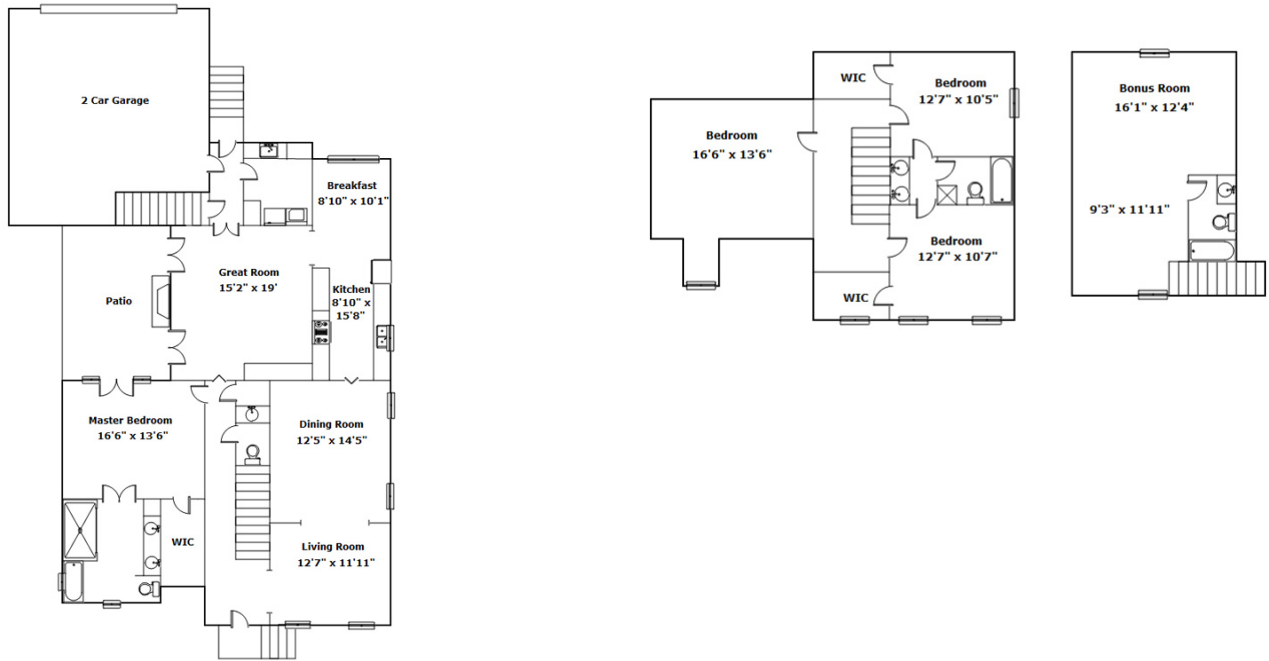 2 Car Garage
Breakfast
8'10" x 10'1"
Great Room
15'2" x 19'
Patio
Kitchen
8'10" x
15'8"
Master Bedroom
16'6" x 13'6"
Dining Room
12'5" x 14'5"
WIC
Living Room
12'7" x 11'11"
WIC
Bedroom
12'7" x 10'5"
Bedroom
16'6" x 13'6"
Bedroom
12'7" x 10'7"
WIC
Bonus Room
16'1" x 12'4"
9'3" x 11'11"